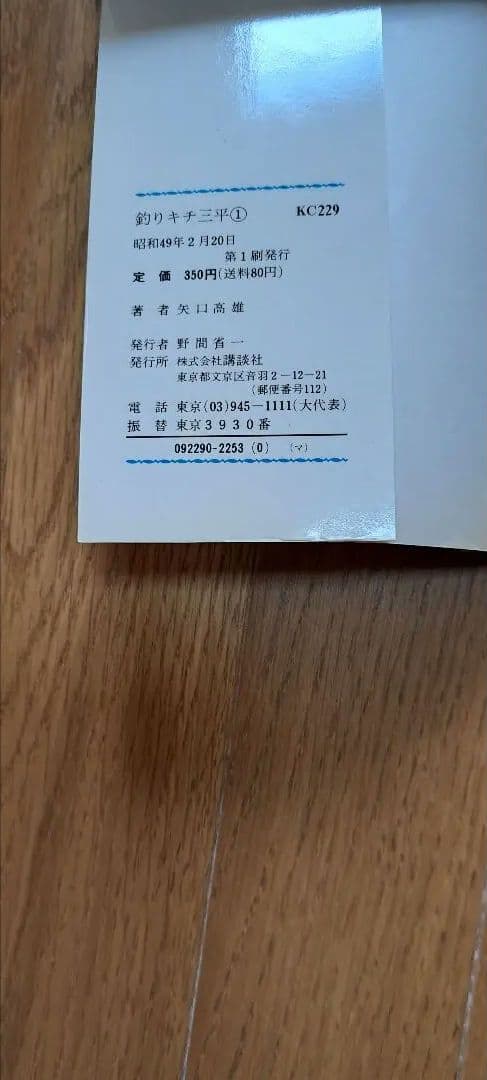 釣りキチ三平① KC229
昭和49年2月20日
第1刷発行
定 価 350円(送料80円)
著 者 矢口高雄
発行者 野間省一
発行所 株式会社講談社
東京都文京区音羽2-12-21
(郵便番号112)
電 話 東京(03)945-1111(大代表)
振 替 東京3930番
092290-2253 (0) (マ)